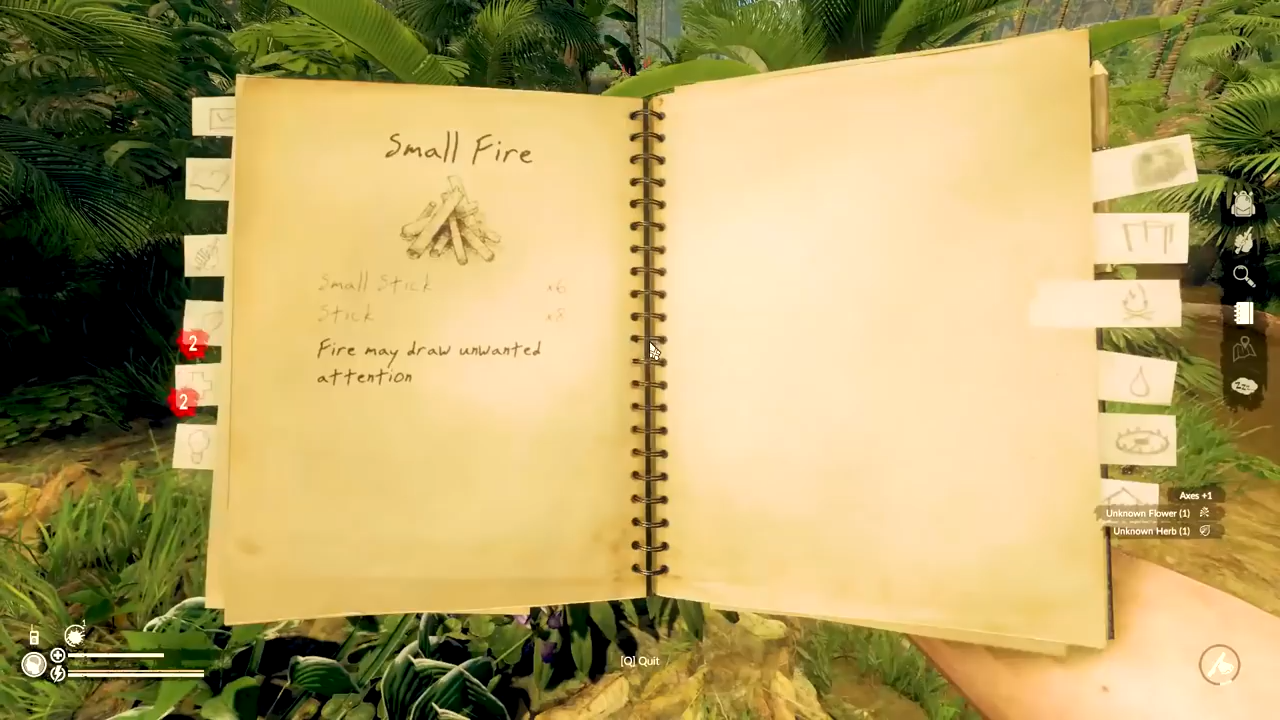 Small Fire
Small Stick x6
Stick
Fire may draw unwanted
attention
2
2
Axes +1
Unknown Flower (1)
Unknown Herb (1)
[Q] Quit